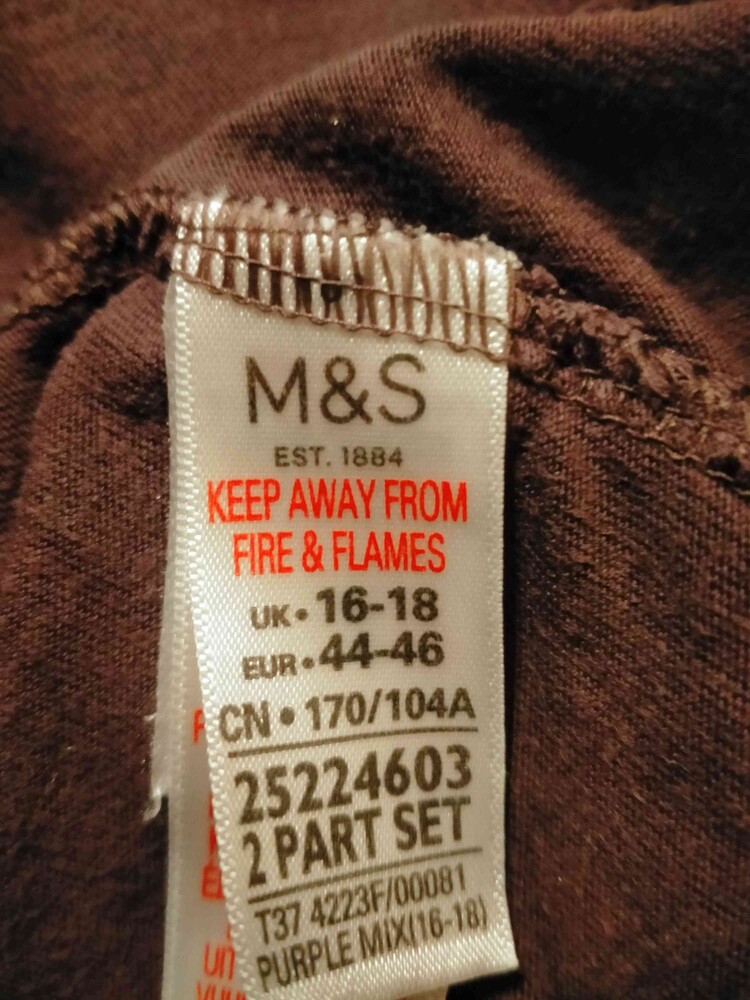 M&S
EST. 1884
KEEP AWAY FROM
FIRE & FLAMES
UK • 16-18
EUR • 44-46
CN • 170/104A
25224603
2 PART SET
T37 4223F/00081
PURPLE MIX(16-18)